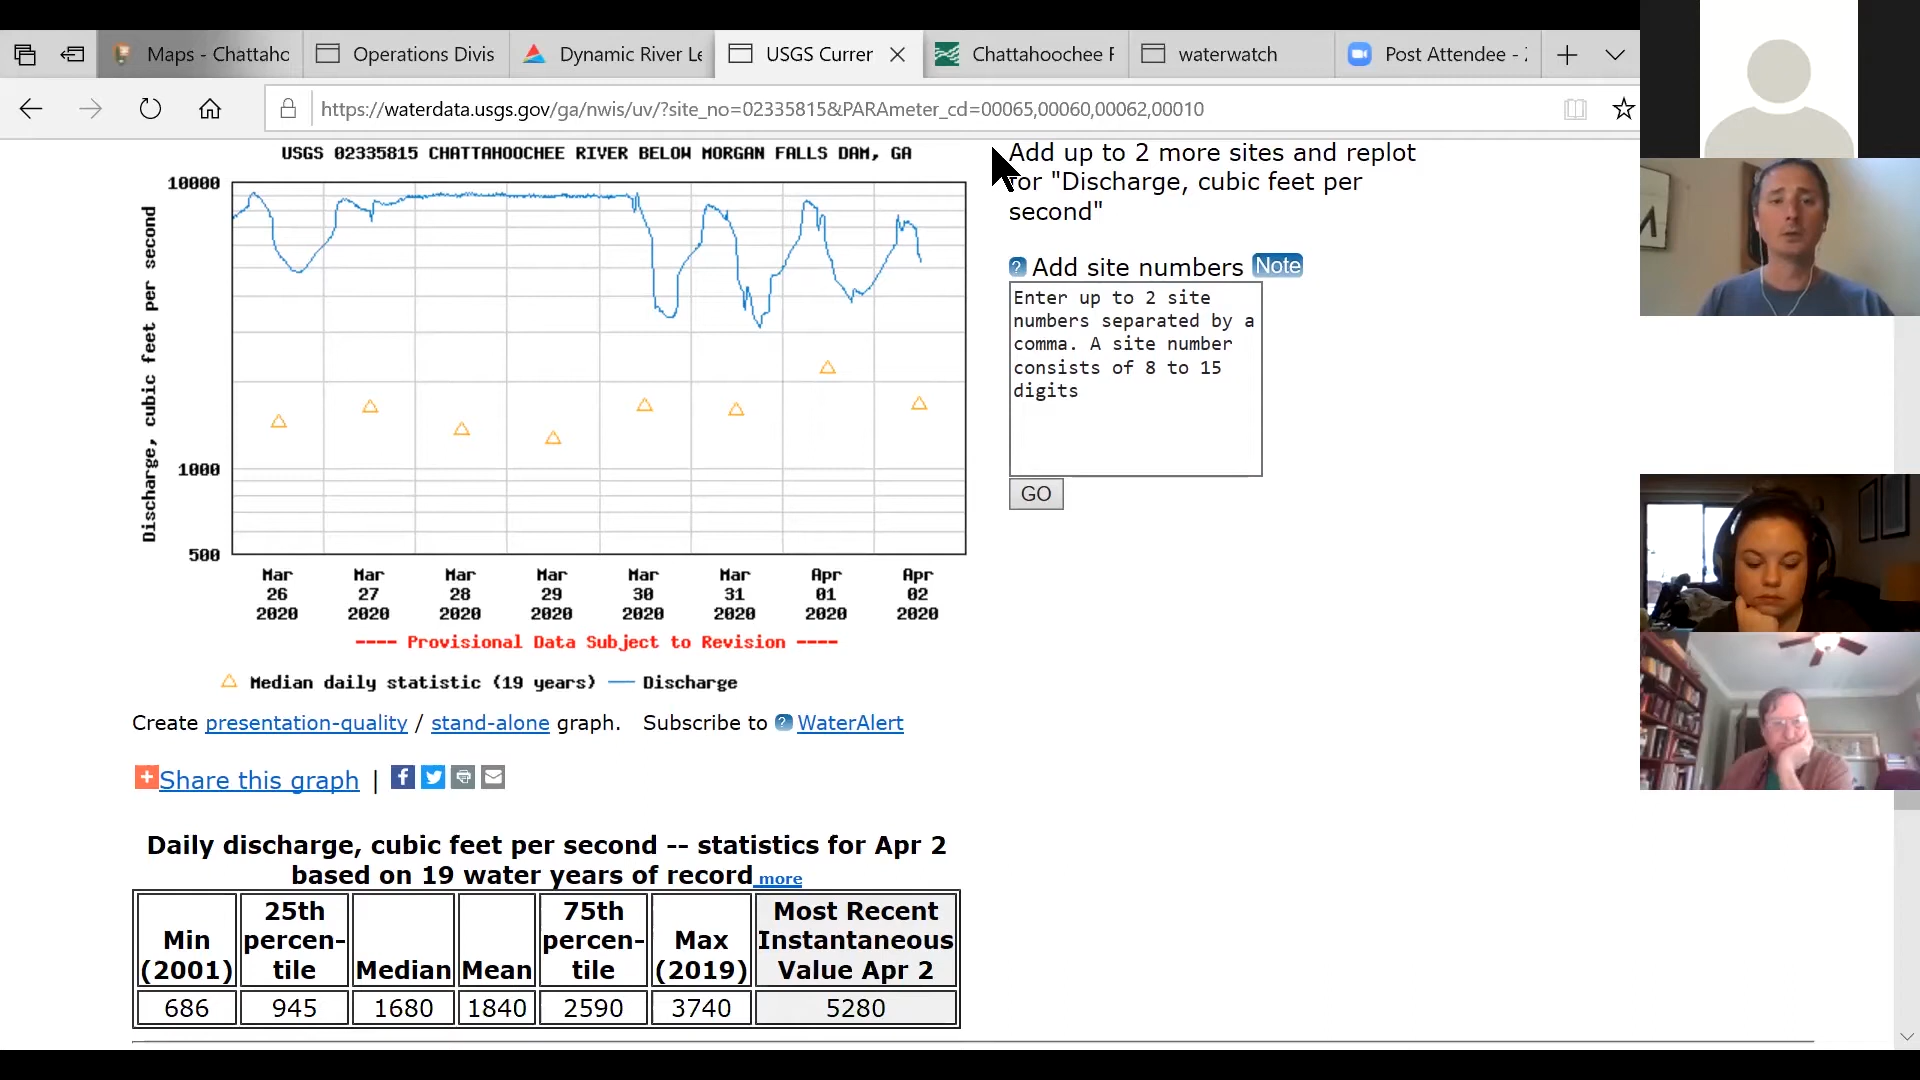 Maps - Chattaho
Operations Divis
Dynamic River Le
USGS Currer
Chattahoochee F
waterwatch
Post Attendee - Z
https://waterdata.usgs.gov/ga/nwis/uv/?site_no=02335815&PARAmeter_cd=00065,00060,00062,00010
USGS 02335815 CHATTAHOOCHEE RIVER BELOW MORGAN FALLS DAM, GA
Discharge, cubic feet per second
10000
1000
500
Mar 26 2020
Mar 27 2020
Mar 28 2020
Mar 29 2020
Mar 30 2020
Mar 31 2020
Apr 01 2020
Apr 02 2020
---- Provisional Data Subject to Revision ----
Median daily statistic (19 years) Discharge
Create presentation-quality / stand-alone graph. Subscribe to ? WaterAlert
Share this graph |
Add up to 2 more sites and replot
for "Discharge, cubic feet per
second"
? Add site numbers Note
Enter up to 2 site
numbers separated by a
comma. A site number
consists of 8 to 15
digits
GO
Daily discharge, cubic feet per second -- statistics for Apr 2
based on 19 water years of record more
Min (2001)
25th percen-tile
Median
Mean
75th percen-tile
Max (2019)
Most Recent Instantaneous Value Apr 2
686 945 1680 1840 2590 3740 5280